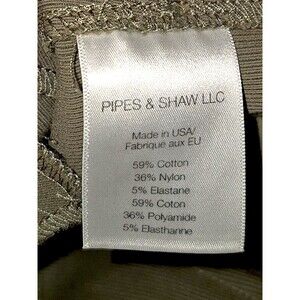 PIPES & SHAW LLC
Made in USA/
Fabrique aux EU
59% Cotton
36% Nylon
5% Elastane
59% Coton
36% Polyamide
5% Elasthanne